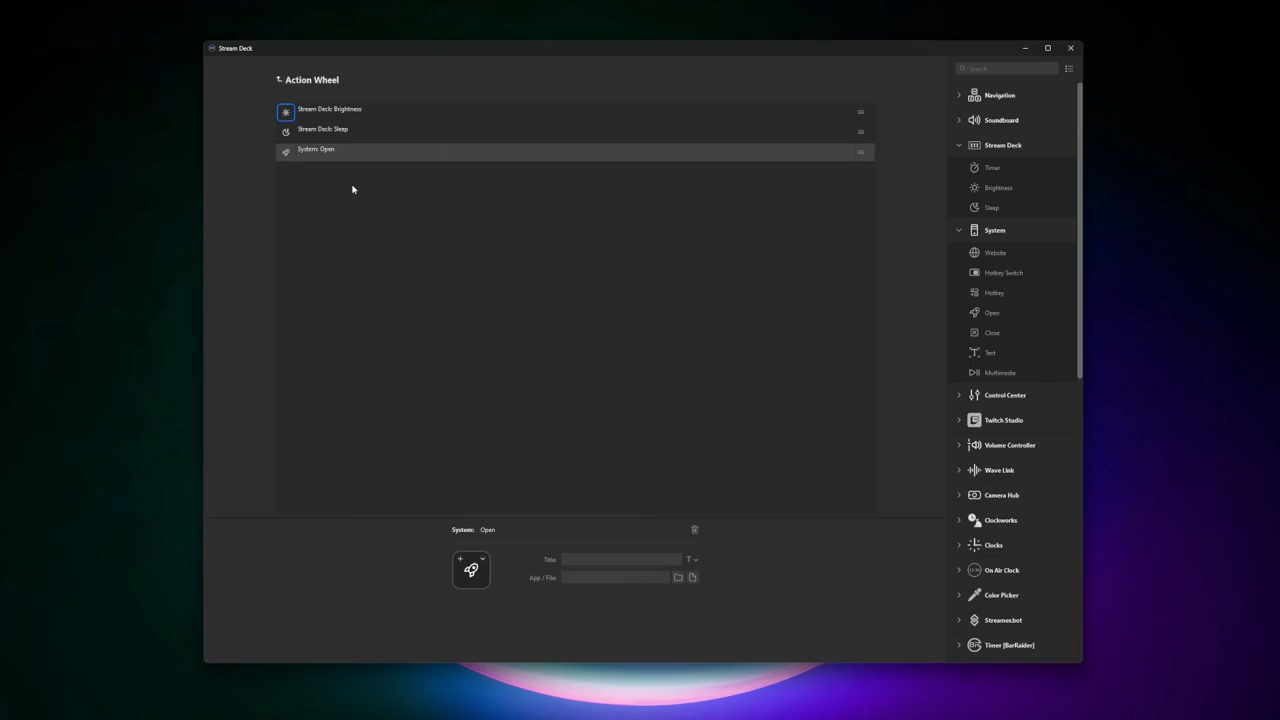 Stream Deck
Action Wheel
Stream Deck: Brightness
Stream Deck: Sleep
System: Open
System: Open
Title:
T
App / File:
Search
Navigation
Soundboard
Stream Deck
Timer
Brightness
Sleep
System
Website
Hotkey Switch
Hotkey
Open
Close
Text
Multimedia
Control Center
Twitch Studio
Volume Controller
Wave Link
Camera Hub
Clockworks
Clocks
On Air Clock
Color Picker
Streamer.bot
Timer [BarRaider]